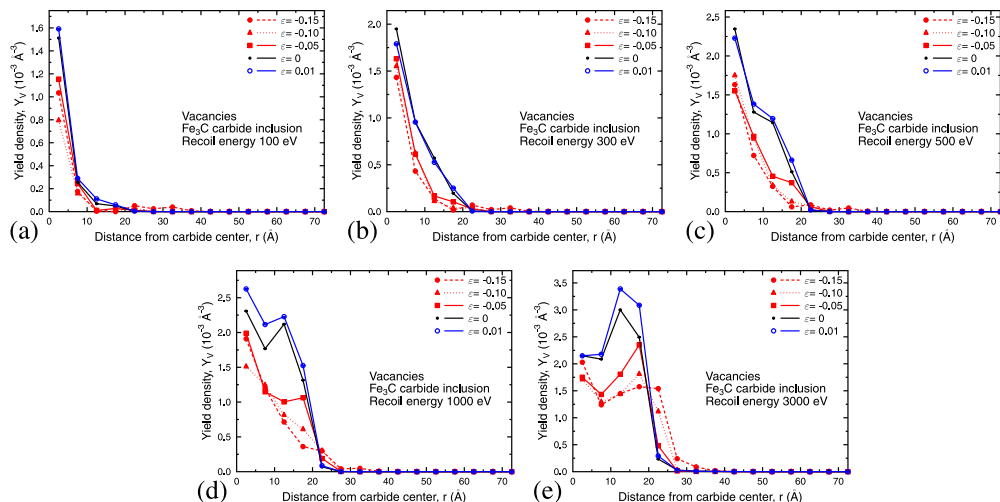 1,8
1,6
1,4
1,2
1,0
0,8
0,6
0,4
0,2
0,0
Yield density, Y_V (10⁻³ Å⁻³)
ε= -0.15
ε= -0.10
ε= -0.05
ε= 0
ε= 0.01
Vacancies
Fe₃C carbide inclusion
Recoil energy 100 eV
0 10 20 30 40 50 60 70
Distance from carbide center, r (Å)
(a)
2,0
1,5
1,0
0,5
0,0
Yield density, Y_V (10⁻³ Å⁻³)
ε= -0.15
ε= -0.10
ε= -0.05
ε= 0
ε= 0.01
Vacancies
Fe₃C carbide inclusion
Recoil energy 300 eV
0 10 20 30 40 50 60 70
Distance from carbide center, r (Å)
(b)
2,5
2,0
1,5
1,0
0,5
0,0
Yield density, Y_V (10⁻³ Å⁻³)
ε= -0.15
ε= -0.10
ε= -0.05
ε= 0
ε= 0.01
Vacancies
Fe₃C carbide inclusion
Recoil energy 500 eV
0 10 20 30 40 50 60 70
Distance from carbide center, r (Å)
(c)
2,5
2,0
1,5
1,0
0,5
0,0
Yield density, Y_V (10⁻³ Å⁻³)
ε= -0.15
ε= -0.10
ε= -0.05
ε= 0
ε= 0.01
Vacancies
Fe₃C carbide inclusion
Recoil energy 1000 eV
0 10 20 30 40 50 60 70
Distance from carbide center, r (Å)
(d)
3,5
3,0
2,5
2,0
1,5
1,0
0,5
0,0
Yield density, Y_V (10⁻³ Å⁻³)
ε= -0.15
ε= -0.10
ε= -0.05
ε= 0
ε= 0.01
Vacancies
Fe₃C carbide inclusion
Recoil energy 3000 eV
0 10 20 30 40 50 60 70
Distance from carbide center, r (Å)
(e)